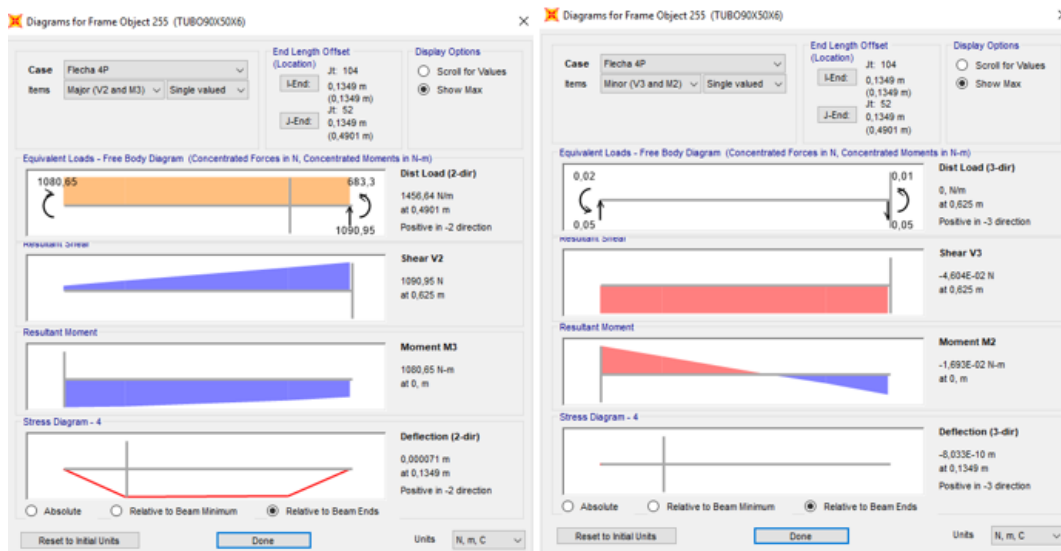 Diagrams for Frame Object 255 (TUBO90X50X6)
Case
Flecha 4P
Items
Major (V2 and M3)
Single valued
End Length Offset
(Location)
Jt: 104
I-End:
0,1349 m
(0,1349 m)
Jt: 52
J-End:
0,1349 m
(0,4901 m)
Display Options
Scroll for Values
Show Max
Equivalent Loads - Free Body Diagram (Concentrated Forces in N, Concentrated Moments in N-m)
1080,65
683,3
1090,95
Dist Load (2-dir)
1456,64 N/m
at 0,4901 m
Positive in -2 direction
Resultant Shear
Shear V2
1090,95 N
at 0,625 m
Resultant Moment
Moment M3
1080,65 N-m
at 0, m
Stress Diagram - 4
Deflection (2-dir)
0,000071 m
at 0,1349 m
Positive in -2 direction
Absolute
Relative to Beam Minimum
Relative to Beam Ends
Reset to Initial Units
Done
Units
N, m, C
Diagrams for Frame Object 255 (TUBO90X50X6)
Case
Flecha 4P
Items
Minor (V3 and M2)
Single valued
End Length Offset
(Location)
Jt: 104
I-End:
0,1349 m
(0,1349 m)
Jt: 52
J-End:
0,1349 m
(0,4901 m)
Display Options
Scroll for Values
Show Max
Equivalent Loads - Free Body Diagram (Concentrated Forces in N, Concentrated Moments in N-m)
0,02
0,01
0,05
0,05
Dist Load (3-dir)
0, N/m
at 0,625 m
Positive in -3 direction
Resultant Shear
Shear V3
-4,604E-02 N
at 0,625 m
Resultant Moment
Moment M2
-1,693E-02 N-m
at 0, m
Stress Diagram - 4
Deflection (3-dir)
-8,033E-10 m
at 0,1349 m
Positive in -3 direction
Absolute
Relative to Beam Minimum
Relative to Beam Ends
Reset to Initial Units
Done
Units
N, m, C